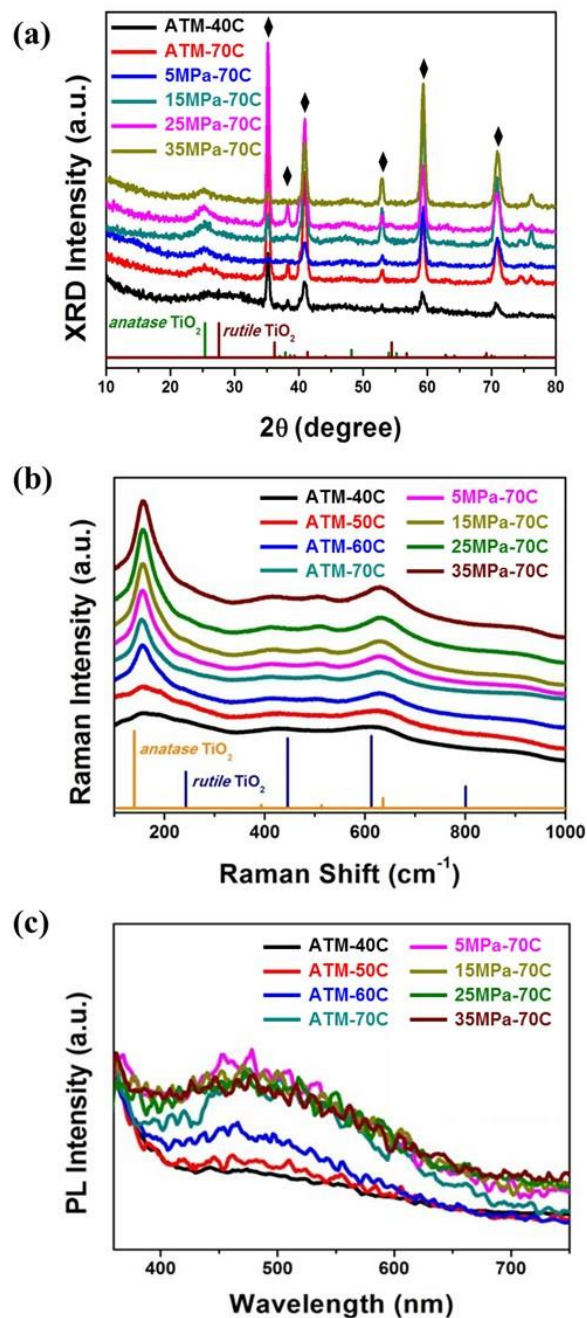 (a)
ATM-40C
ATM-70C
5MPa-70C
15MPa-70C
25MPa-70C
35MPa-70C
XRD Intensity (a.u.)
anatase TiO₂
rutile TiO₂
10 20 30 40 50 60 70 80
2θ (degree)
(b)
ATM-40C 5MPa-70C
ATM-50C 15MPa-70C
ATM-60C 25MPa-70C
ATM-70C 35MPa-70C
Raman Intensity (a.u.)
anatase TiO₂
rutile TiO₂
200 400 600 800 1000
Raman Shift (cm⁻¹)
(c)
ATM-40C 5MPa-70C
ATM-50C 15MPa-70C
ATM-60C 25MPa-70C
ATM-70C 35MPa-70C
PL Intensity (a.u.)
400 500 600 700
Wavelength (nm)